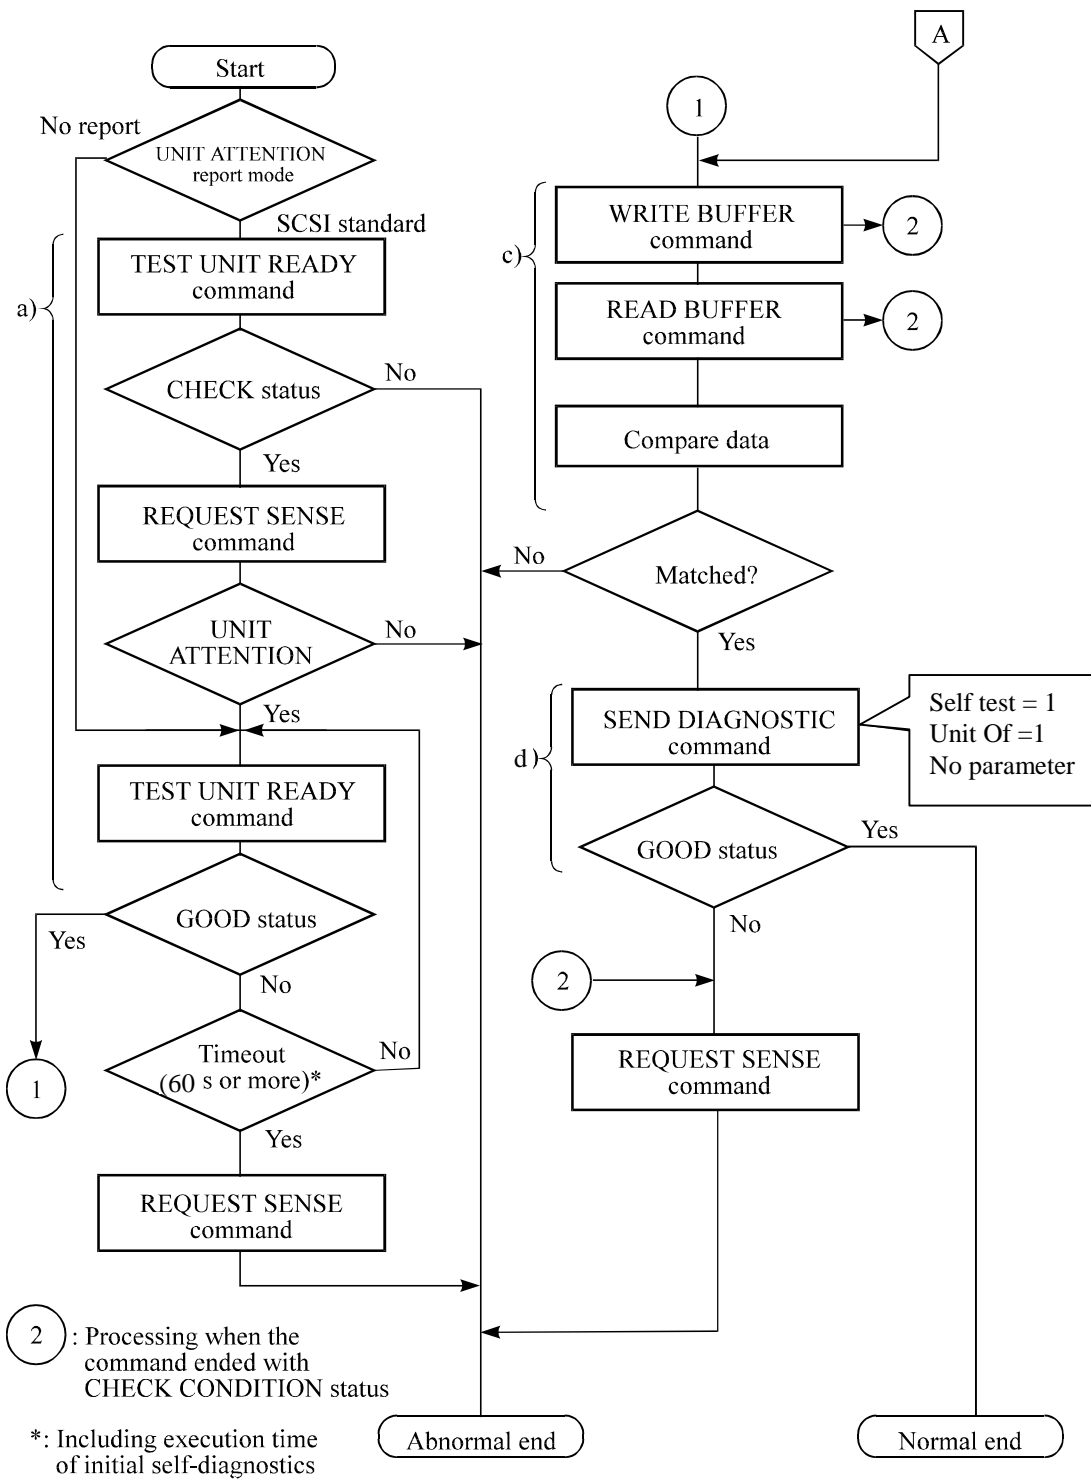 Start
No report
UNIT ATTENTION
report mode
SCSI standard
a)
TEST UNIT READY
command
CHECK status
No
Yes
REQUEST SENSE
command
UNIT
ATTENTION
No
Yes
TEST UNIT READY
command
GOOD status
Yes
No
1
Timeout
(60 s or more)*
No
Yes
REQUEST SENSE
command
2
: Processing when the
command ended with
CHECK CONDITION status
*: Including execution time
of initial self-diagnostics
A
1
c)
WRITE BUFFER
command
2
READ BUFFER
command
2
Compare data
No
Matched?
Yes
d)
SEND DIAGNOSTIC
command
Self test = 1
Unit Of =1
No parameter
GOOD status
Yes
No
2
REQUEST SENSE
command
Abnormal end
Normal end